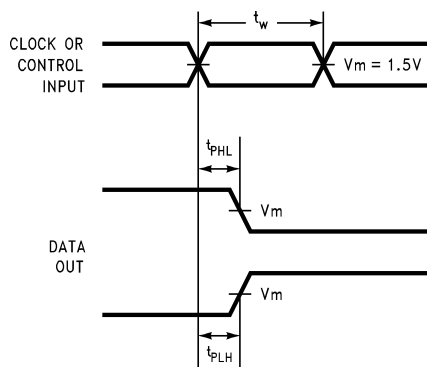 t_w
CLOCK OR
CONTROL
INPUT
Vm = 1.5V
t_PHL
Vm
DATA
OUT
Vm
t_PLH